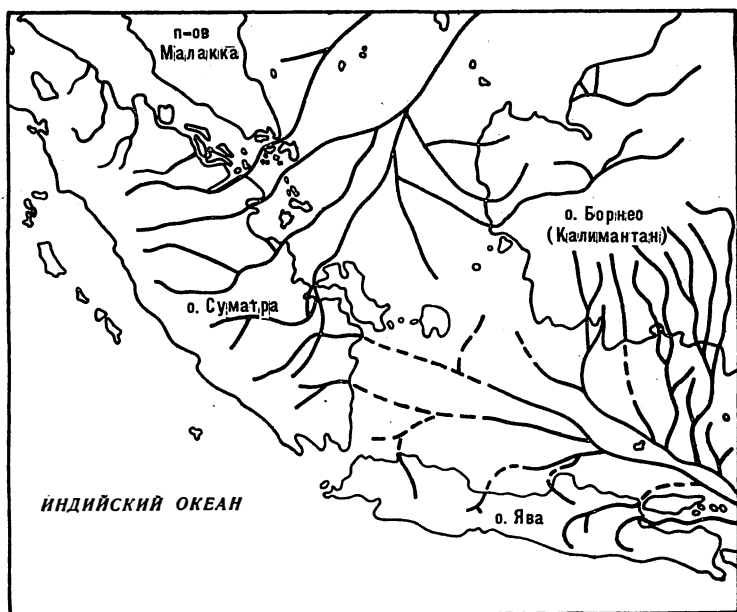 п-ов
Малакка
о. Борнео
(Калимантан)
о. Суматра
ИНДИЙСКИЙ ОКЕАН
о. Ява